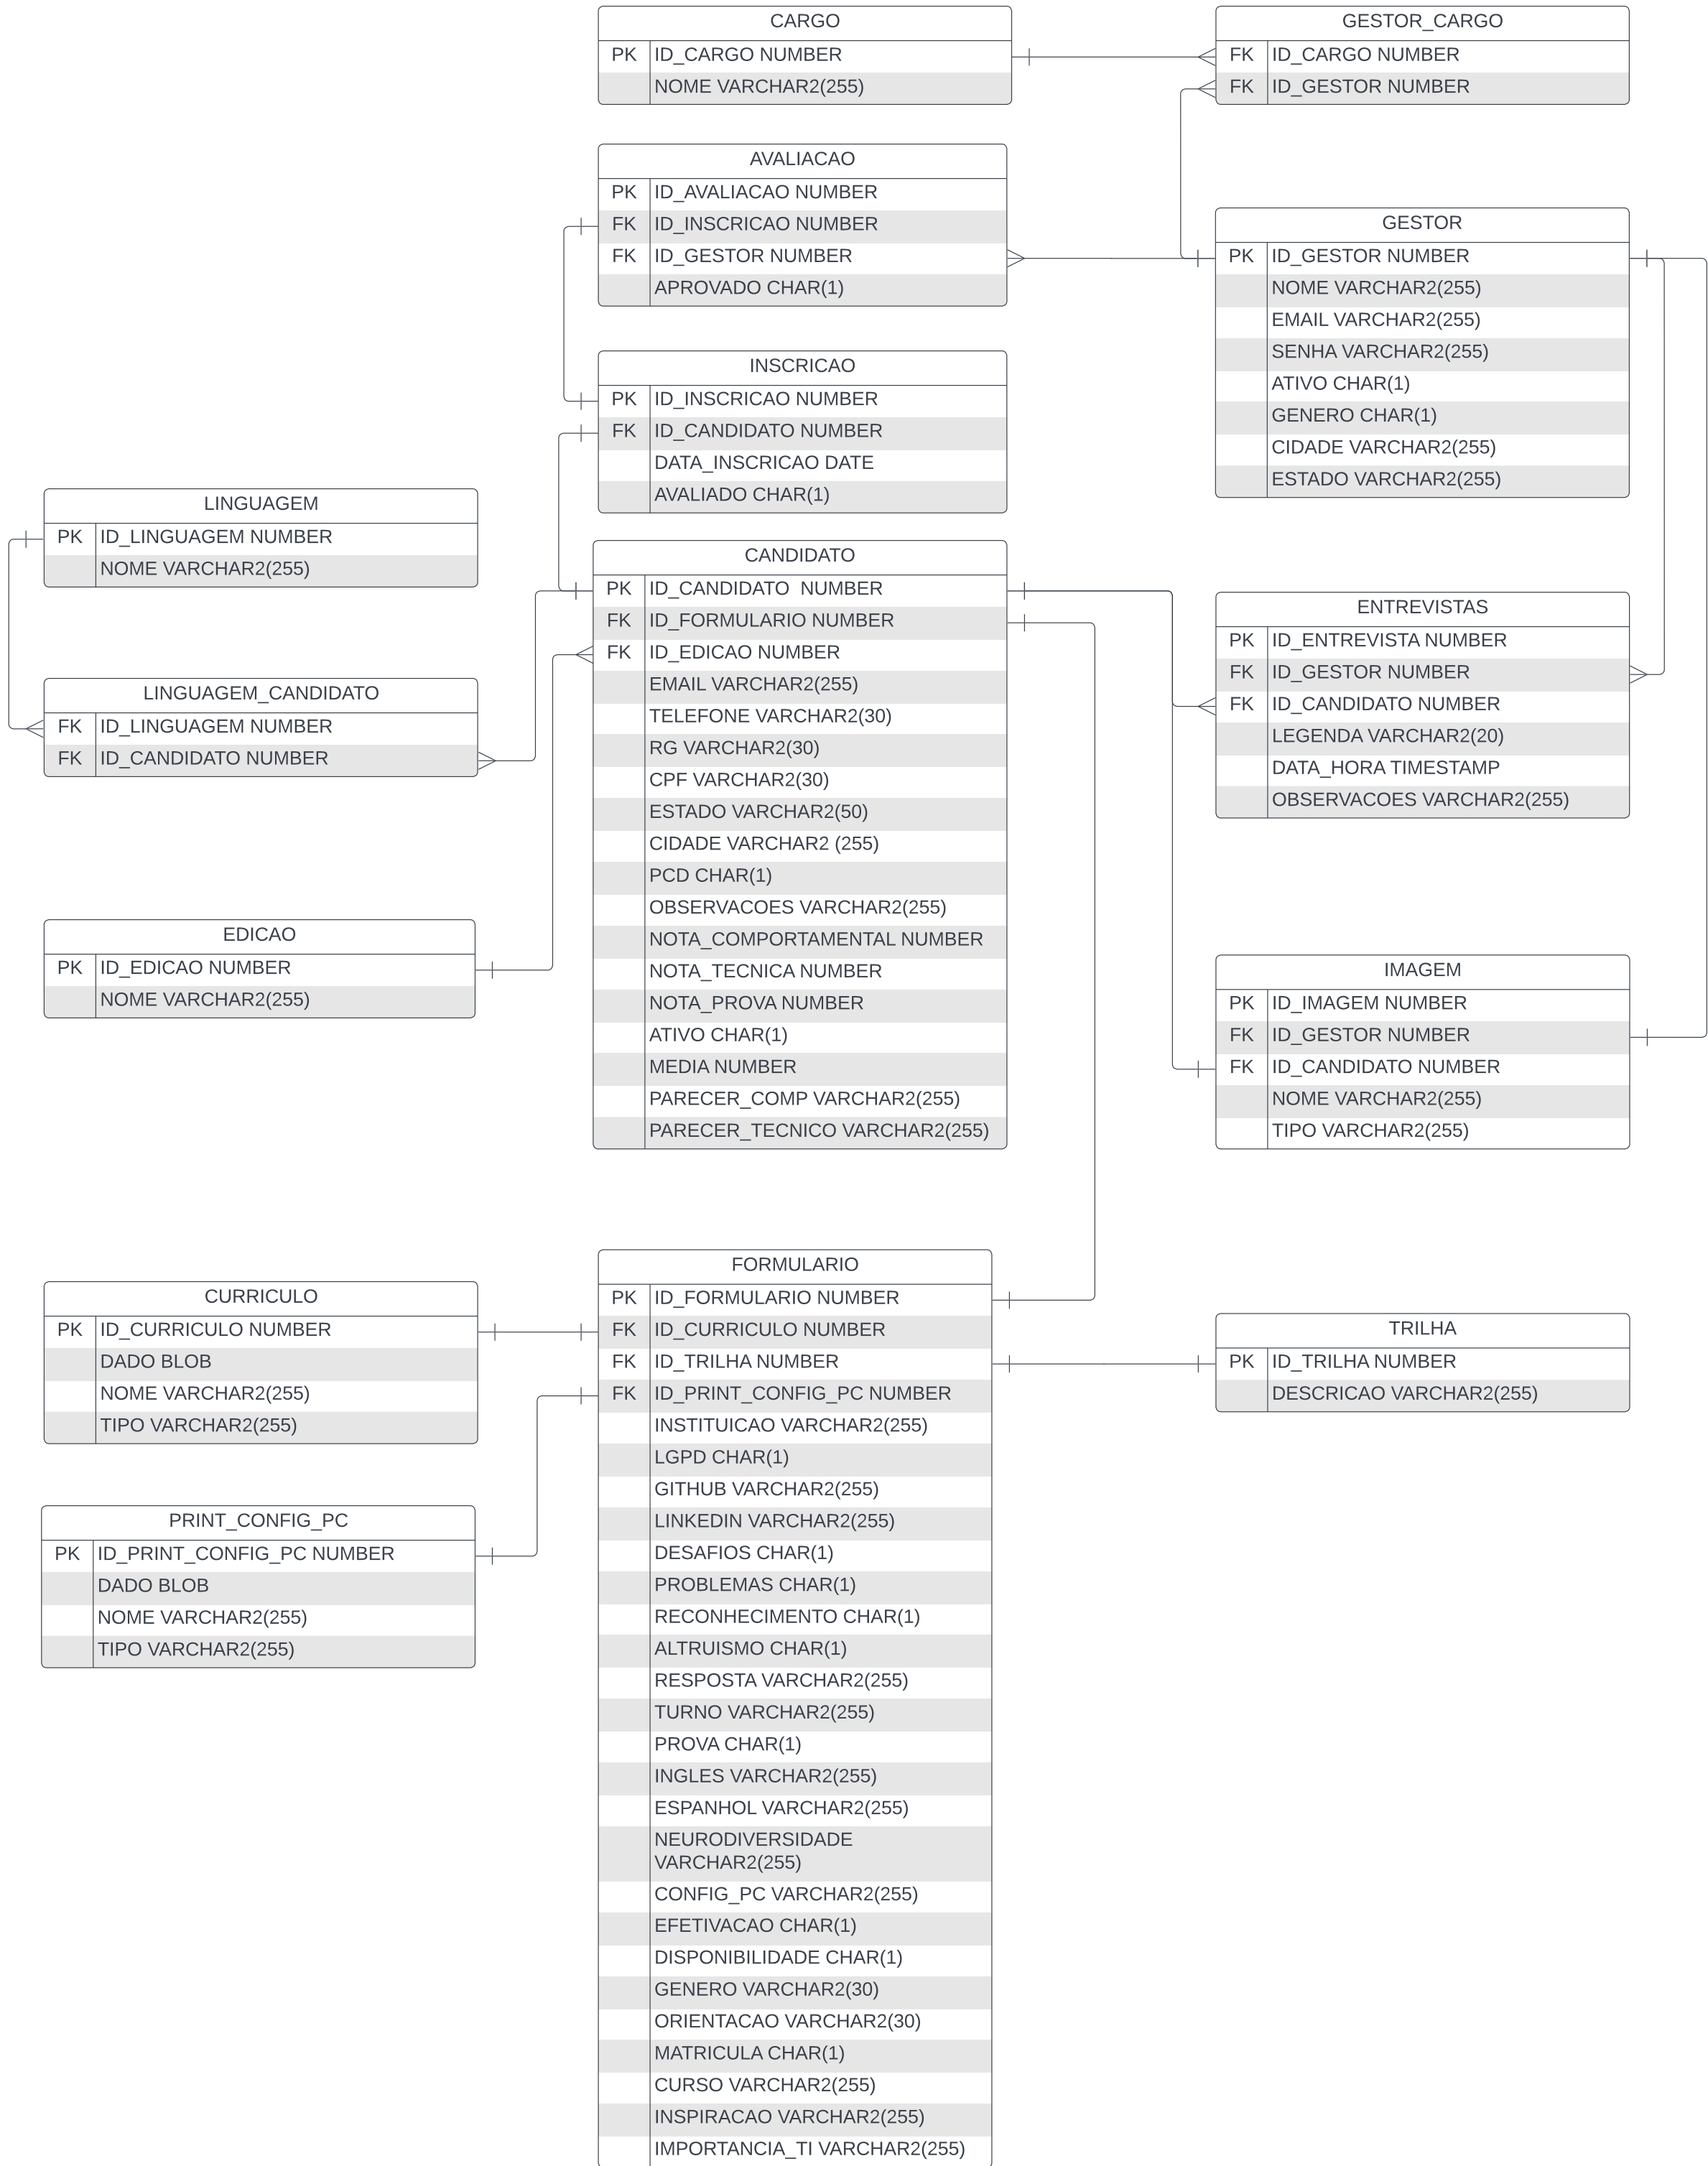 CARGO
PK ID_CARGO NUMBER
NOME VARCHAR2(255)
GESTOR_CARGO
FK ID_CARGO NUMBER
FK ID_GESTOR NUMBER
AVALIACAO
PK ID_AVALIACAO NUMBER
FK ID_INSCRICAO NUMBER
FK ID_GESTOR NUMBER
APROVADO CHAR(1)
GESTOR
PK ID_GESTOR NUMBER
NOME VARCHAR2(255)
EMAIL VARCHAR2(255)
SENHA VARCHAR2(255)
ATIVO CHAR(1)
GENERO CHAR(1)
CIDADE VARCHAR2(255)
ESTADO VARCHAR2(255)
INSCRICAO
PK ID_INSCRICAO NUMBER
FK ID_CANDIDATO NUMBER
DATA_INSCRICAO DATE
AVALIADO CHAR(1)
LINGUAGEM
PK ID_LINGUAGEM NUMBER
NOME VARCHAR2(255)
LINGUAGEM_CANDIDATO
FK ID_LINGUAGEM NUMBER
FK ID_CANDIDATO NUMBER
CANDIDATO
PK ID_CANDIDATO  NUMBER
FK ID_FORMULARIO NUMBER
FK ID_EDICAO NUMBER
EMAIL VARCHAR2(255)
TELEFONE VARCHAR2(30)
RG VARCHAR2(30)
CPF VARCHAR2(30)
ESTADO VARCHAR2(50)
CIDADE VARCHAR2 (255)
PCD CHAR(1)
OBSERVACOES VARCHAR2(255)
NOTA_COMPORTAMENTAL NUMBER
NOTA_TECNICA NUMBER
NOTA_PROVA NUMBER
ATIVO CHAR(1)
MEDIA NUMBER
PARECER_COMP VARCHAR2(255)
PARECER_TECNICO VARCHAR2(255)
ENTREVISTAS
PK ID_ENTREVISTA NUMBER
FK ID_GESTOR NUMBER
FK ID_CANDIDATO NUMBER
LEGENDA VARCHAR2(20)
DATA_HORA TIMESTAMP
OBSERVACOES VARCHAR2(255)
EDICAO
PK ID_EDICAO NUMBER
NOME VARCHAR2(255)
IMAGEM
PK ID_IMAGEM NUMBER
FK ID_GESTOR NUMBER
FK ID_CANDIDATO NUMBER
NOME VARCHAR2(255)
TIPO VARCHAR2(255)
CURRICULO
PK ID_CURRICULO NUMBER
DADO BLOB
NOME VARCHAR2(255)
TIPO VARCHAR2(255)
PRINT_CONFIG_PC
PK ID_PRINT_CONFIG_PC NUMBER
DADO BLOB
NOME VARCHAR2(255)
TIPO VARCHAR2(255)
FORMULARIO
PK ID_FORMULARIO NUMBER
FK ID_CURRICULO NUMBER
FK ID_TRILHA NUMBER
FK ID_PRINT_CONFIG_PC NUMBER
INSTITUICAO VARCHAR2(255)
LGPD CHAR(1)
GITHUB VARCHAR2(255)
LINKEDIN VARCHAR2(255)
DESAFIOS CHAR(1)
PROBLEMAS CHAR(1)
RECONHECIMENTO CHAR(1)
ALTRUISMO CHAR(1)
RESPOSTA VARCHAR2(255)
TURNO VARCHAR2(255)
PROVA CHAR(1)
INGLES VARCHAR2(255)
ESPANHOL VARCHAR2(255)
NEURODIVERSIDADE
VARCHAR2(255)
CONFIG_PC VARCHAR2(255)
EFETIVACAO CHAR(1)
DISPONIBILIDADE CHAR(1)
GENERO VARCHAR2(30)
ORIENTACAO VARCHAR2(30)
MATRICULA CHAR(1)
CURSO VARCHAR2(255)
INSPIRACAO VARCHAR2(255)
IMPORTANCIA_TI VARCHAR2(255)
TRILHA
PK ID_TRILHA NUMBER
DESCRICAO VARCHAR2(255)